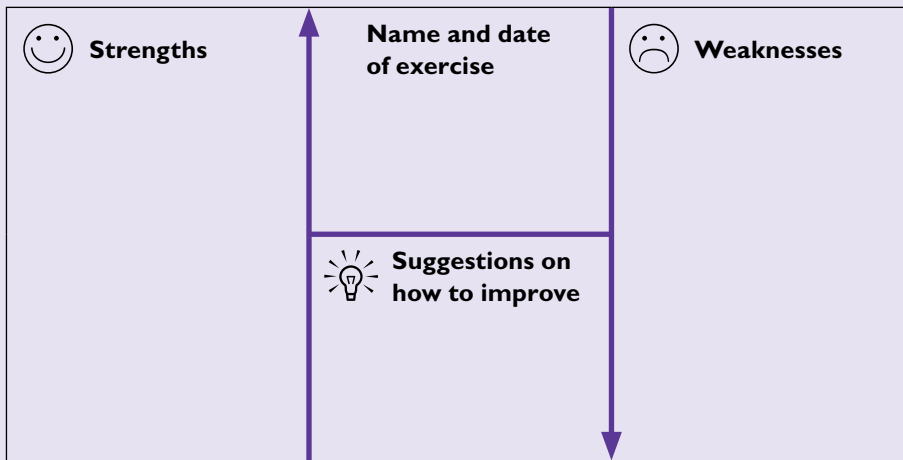 Strengths
Name and date
of exercise
Weaknesses
Suggestions on
how to improve